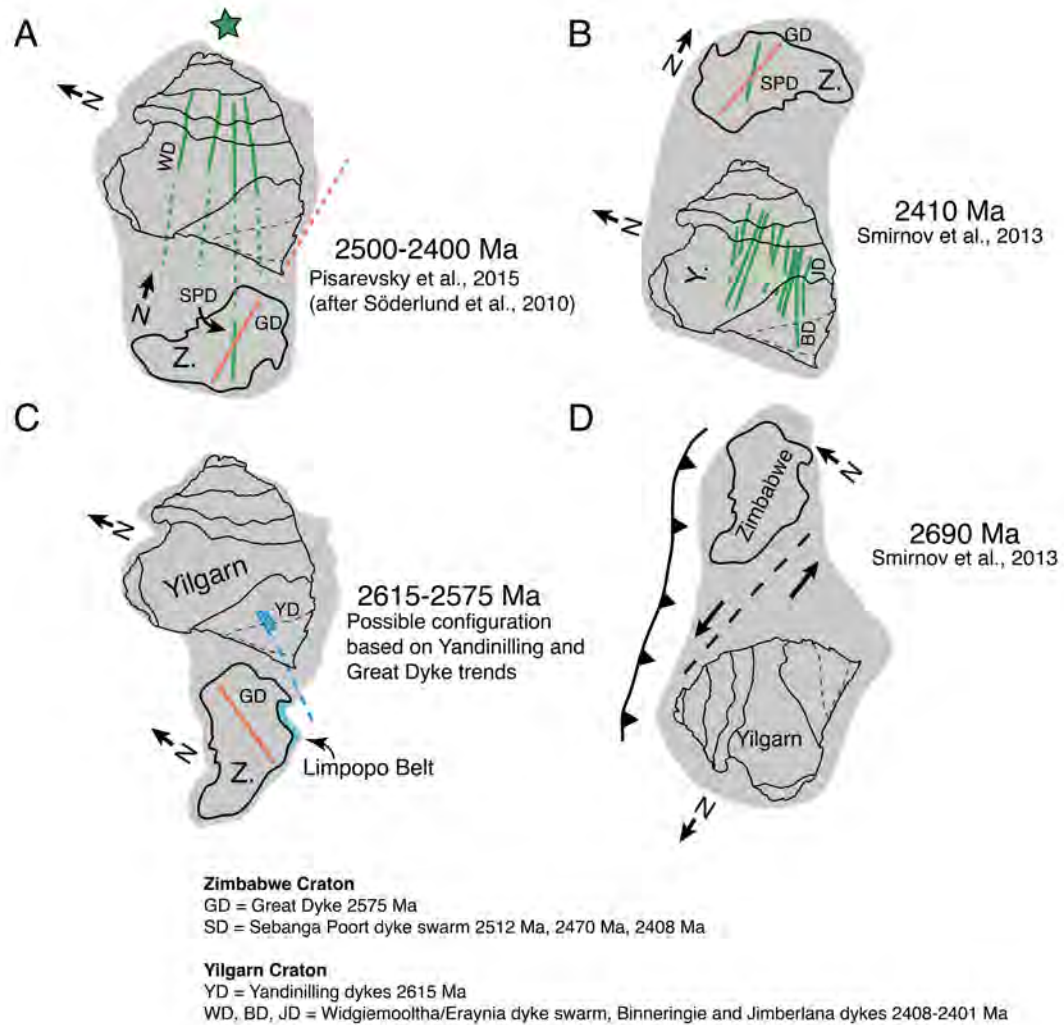 A
N
WD
2500-2400 Ma
Pisarevsky et al., 2015
(after Söderlund et al., 2010)
N
SPD
GD
Z.
B
N
GD
SPD
Z.
2410 Ma
Smirnov et al., 2013
N
Y.
JD
BD
C
N
Yilgarn
YD
2615-2575 Ma
Possible configuration
based on Yandinilling and
Great Dyke trends
GD
N
Z.
Limpopo Belt
D
N
Zimbabwe
2690 Ma
Smirnov et al., 2013
Yilgarn
N
Zimbabwe Craton
GD = Great Dyke 2575 Ma
SD = Sebanga Poort dyke swarm 2512 Ma, 2470 Ma, 2408 Ma
Yilgarn Craton
YD = Yandinilling dykes 2615 Ma
WD, BD, JD = Widgiemooltha/Eraynia dyke swarm, Binneringie and Jimberlana dykes 2408-2401 Ma